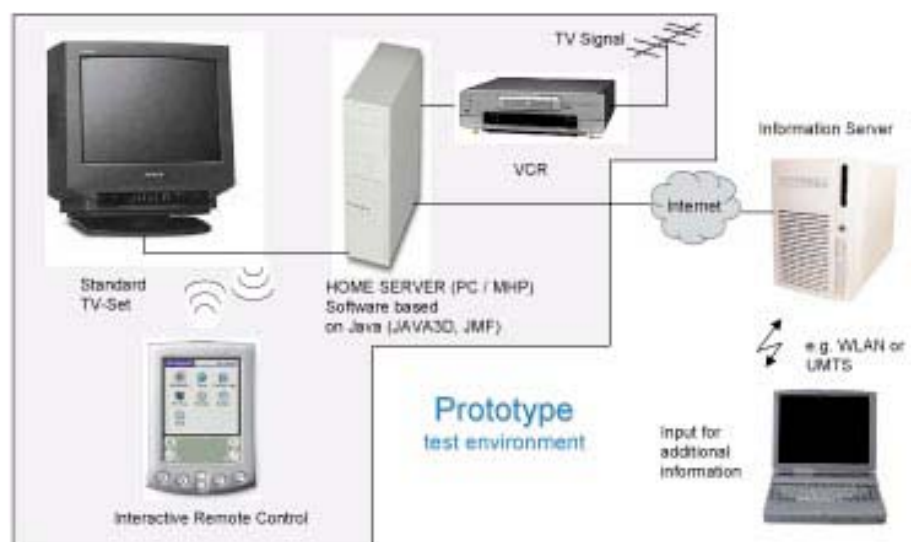 TV Signal
VCR
Information Server
Internet
Standard
TV-Set
HOME SERVER (PC / MHP)
Software based
on Java (JAVA3D, JMF)
e.g. WLAN or
UMTS
Prototype
test environment
Input for
additional
information
Interactive Remote Control